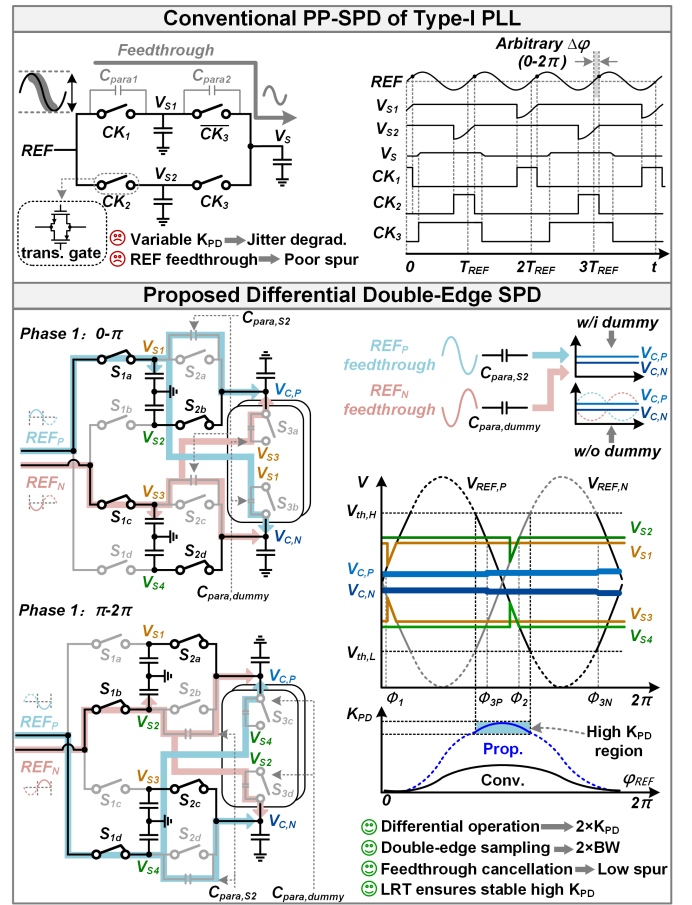 Conventional PP-SPD of Type-I PLL
Feedthrough
C_para1
C_para2
V_S1
CK_1
\overline{CK_3}
V_S
REF
V_S2
CK_2
CK_3
trans. gate
Variable K_PD → Jitter degrad.
REF feedthrough → Poor spur
Arbitrary Δφ
(0-2π)
REF
V_S1
V_S2
V_S
CK_1
CK_2
CK_3
0
T_REF
2T_REF
3T_REF
t
Proposed Differential Double-Edge SPD
Phase 1：0-π
C_para,S2
V_S1
S_1a
S_2a
V_C,P
S_1b
S_2b
S_3a
REF_P
V_S2
V_S3
REF_N
V_S3
V_S1
S_1c
S_2c
S_3b
V_C,N
S_1d
S_2d
V_S4
C_para,dummy
Phase 1：π-2π
V_S1
S_1a
S_2a
V_C,P
S_1b
S_2b
REF_P
V_S2
S_3c
V_S4
REF_N
V_S3
V_S2
S_1c
S_2c
S_3d
V_C,N
S_1d
S_2d
V_S4
C_para,S2
C_para,dummy
w/i dummy
REF_P
feedthrough
C_para,S2
V_C,P
V_C,N
REF_N
feedthrough
C_para,dummy
w/o dummy
V
V_REF,P
V_REF,N
V_th,H
V_S2
V_S1
V_C,P
V_C,N
V_S3
V_S4
V_th,L
Φ_1
Φ_3P
Φ_2
Φ_3N
2π
K_PD
High K_PD
region
Prop.
Conv.
φ_REF
0
2π
Differential operation → 2×K_PD
Double-edge sampling → 2×BW
Feedthrough cancellation → Low spur
LRT ensures stable high K_PD